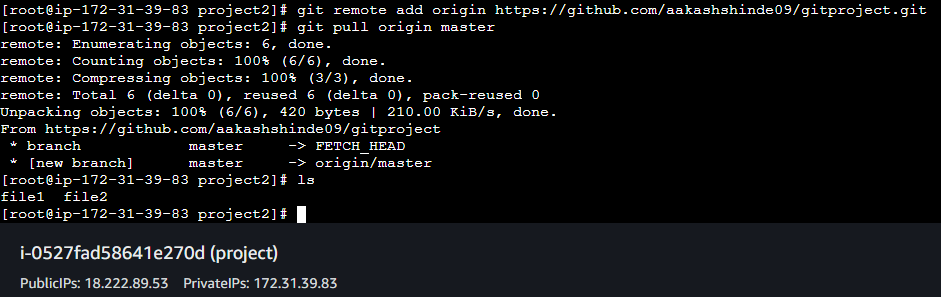 [root@ip-172-31-39-83 project2]# git remote add origin https://github.com/aakashshinde09/gitproject.git
[root@ip-172-31-39-83 project2]# git pull origin master
remote: Enumerating objects: 6, done.
remote: Counting objects: 100% (6/6), done.
remote: Compressing objects: 100% (3/3), done.
remote: Total 6 (delta 0), reused 6 (delta 0), pack-reused 0
Unpacking objects: 100% (6/6), 420 bytes | 210.00 KiB/s, done.
From https://github.com/aakashshinde09/gitproject
 * branch            master     -> FETCH_HEAD
 * [new branch]      master     -> origin/master
[root@ip-172-31-39-83 project2]# ls
file1  file2
[root@ip-172-31-39-83 project2]#
i-0527fad58641e270d (project)
PublicIPs: 18.222.89.53    PrivateIPs: 172.31.39.83